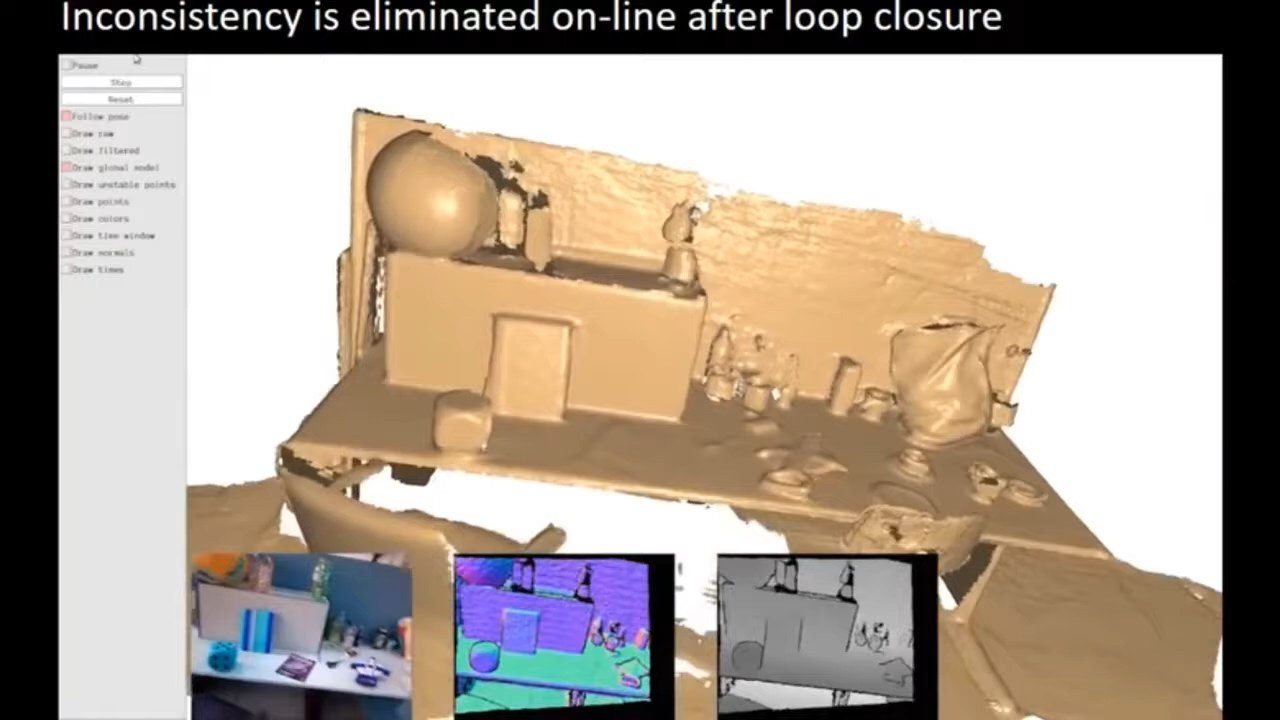 Inconsistency is eliminated on-line after loop closure
Pause
Step
Reset
Follow pose
Draw raw
Draw filtered
Draw global model
Draw unstable points
Draw points
Draw colors
Draw time window
Draw normals
Draw times